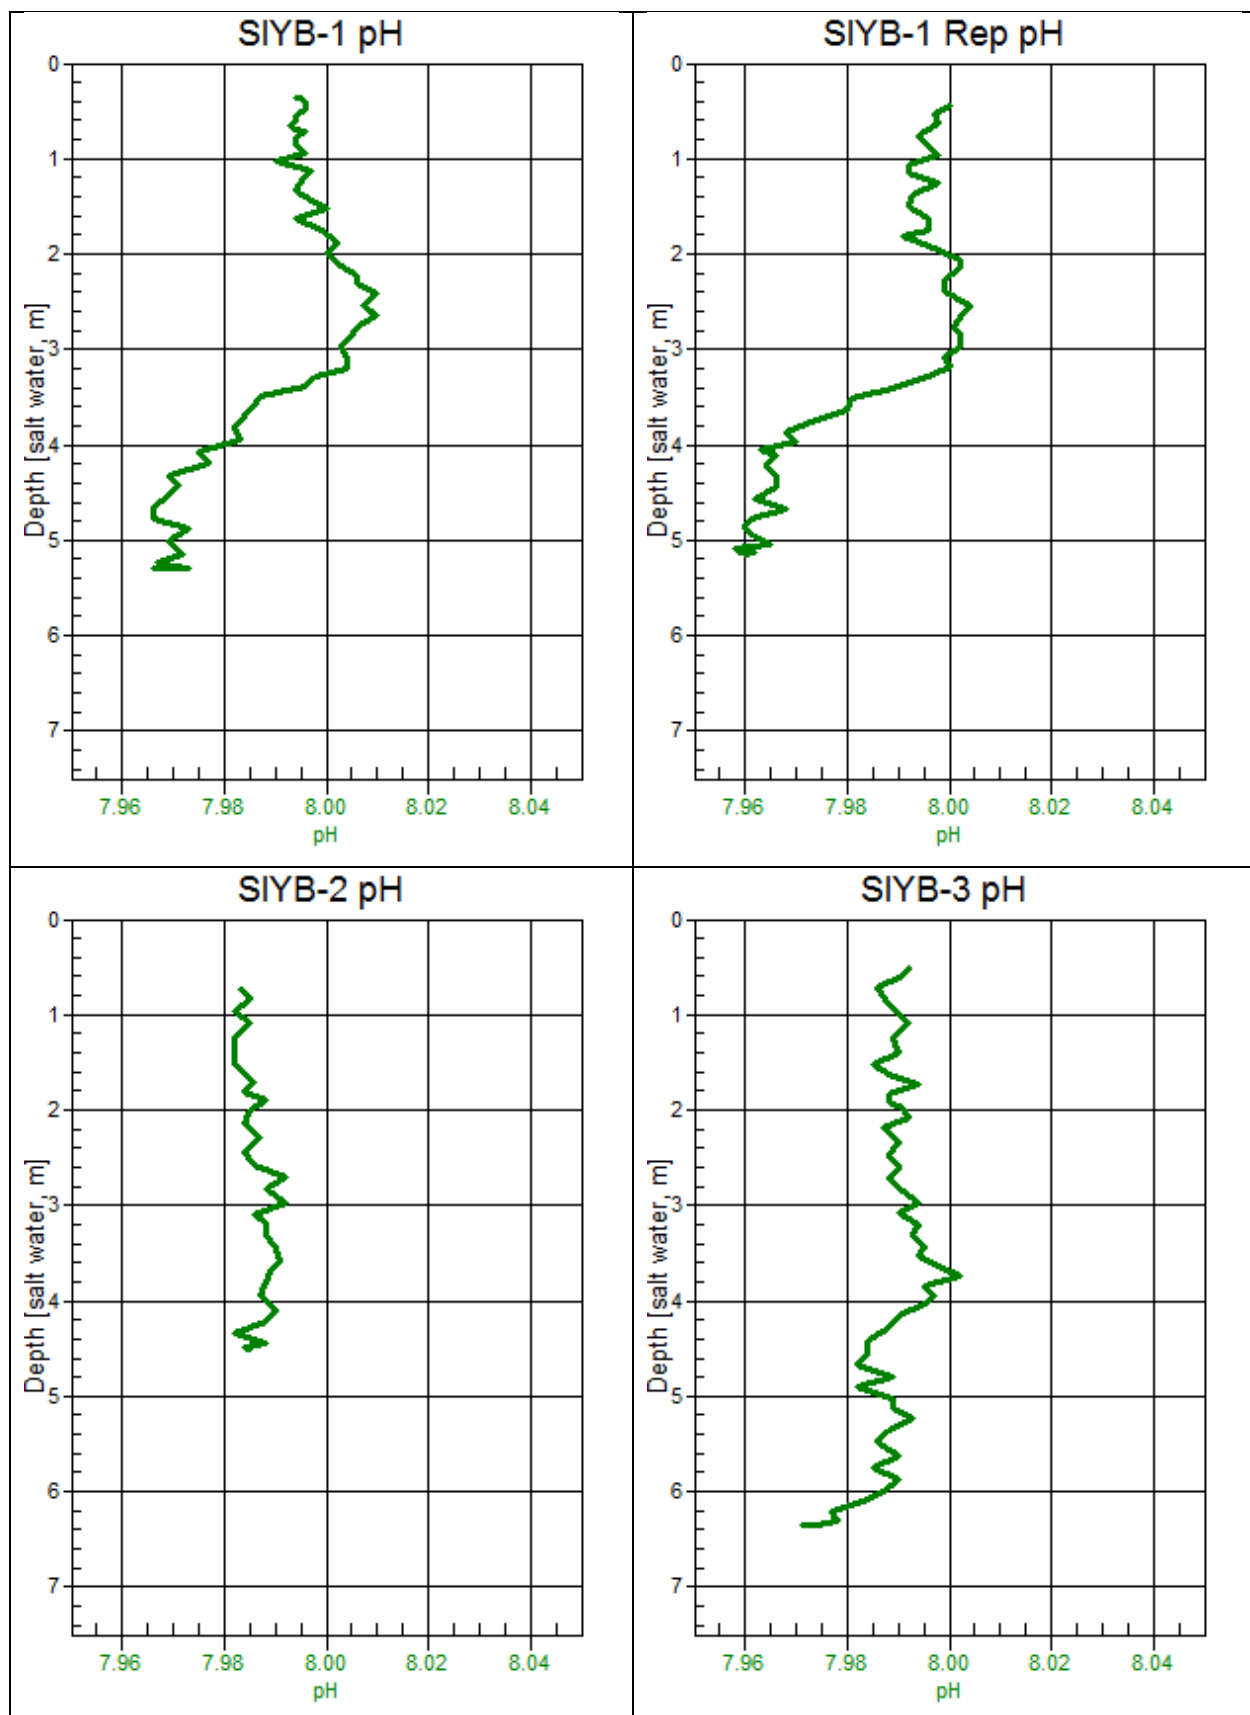 SIYB-1 pH
0
1
2
3
4
5
6
7
Depth [salt water, m]
7.96 7.98 8.00 8.02 8.04
pH
SIYB-1 Rep pH
0
1
2
3
4
5
6
7
Depth [salt water, m]
7.96 7.98 8.00 8.02 8.04
pH
SIYB-2 pH
0
1
2
3
4
5
6
7
Depth [salt water, m]
7.96 7.98 8.00 8.02 8.04
pH
SIYB-3 pH
0
1
2
3
4
5
6
7
Depth [salt water, m]
7.96 7.98 8.00 8.02 8.04
pH